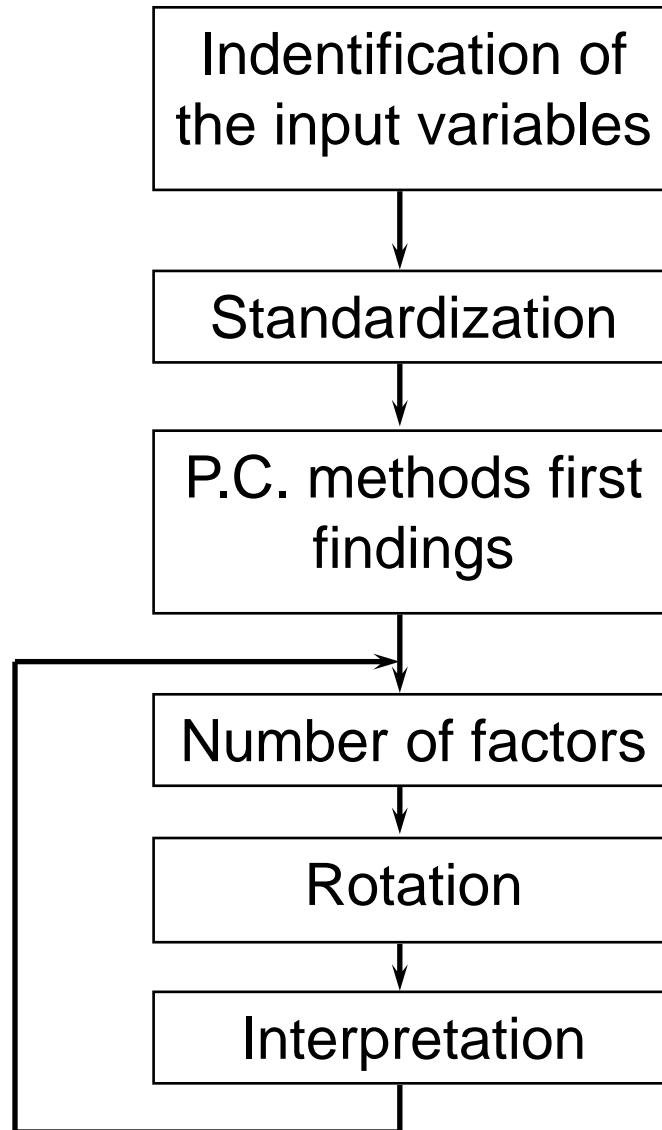 Indentification of
the input variables
Standardization
P.C. methods first
findings
Number of factors
Rotation
Interpretation